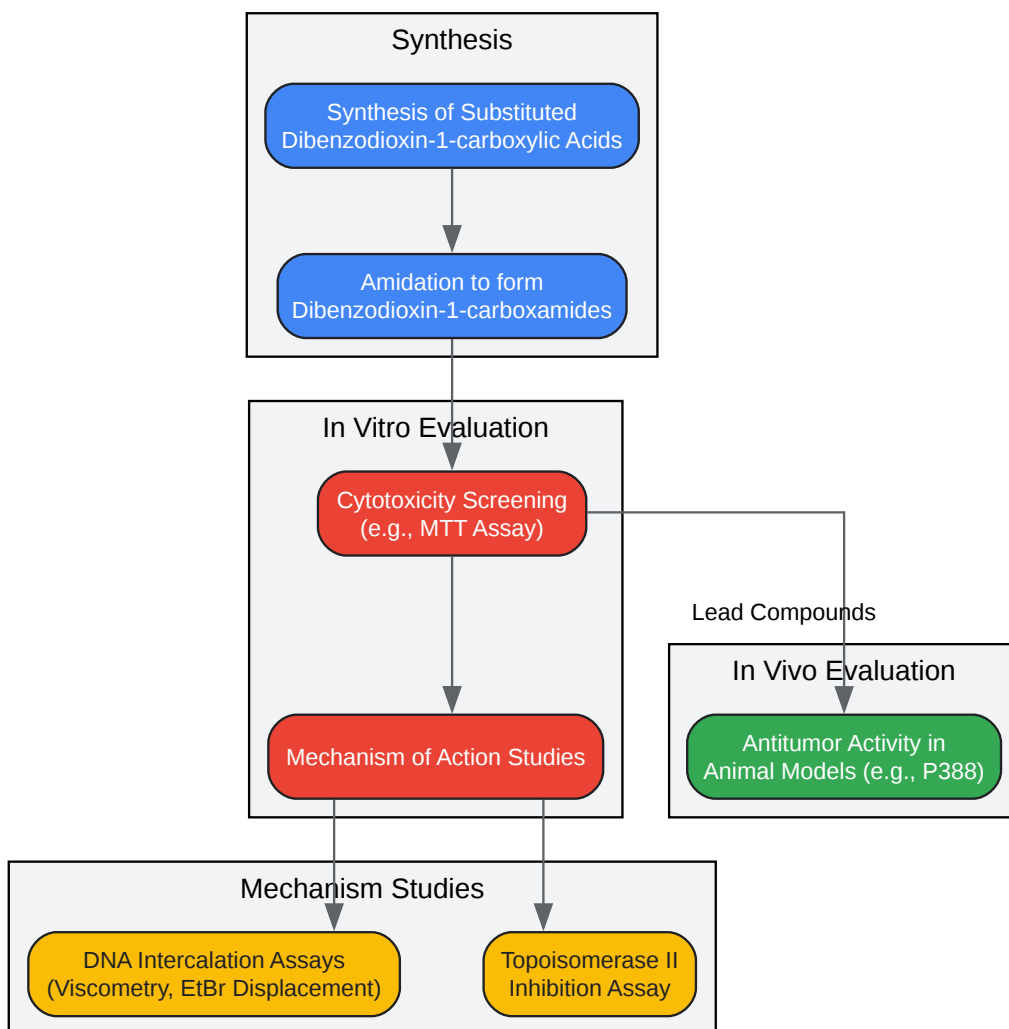 Synthesis
Synthesis of Substituted
Dibenzodioxin-1-carboxylic Acids
Amidation to form
Dibenzodioxin-1-carboxamides
In Vitro Evaluation
Cytotoxicity Screening
(e.g., MTT Assay)
Lead Compounds
In Vivo Evaluation
Mechanism of Action Studies
Antitumor Activity in
Animal Models (e.g., P388)
Mechanism Studies
DNA Intercalation Assays
(Viscometry, EtBr Displacement)
Topoisomerase II
Inhibition Assay